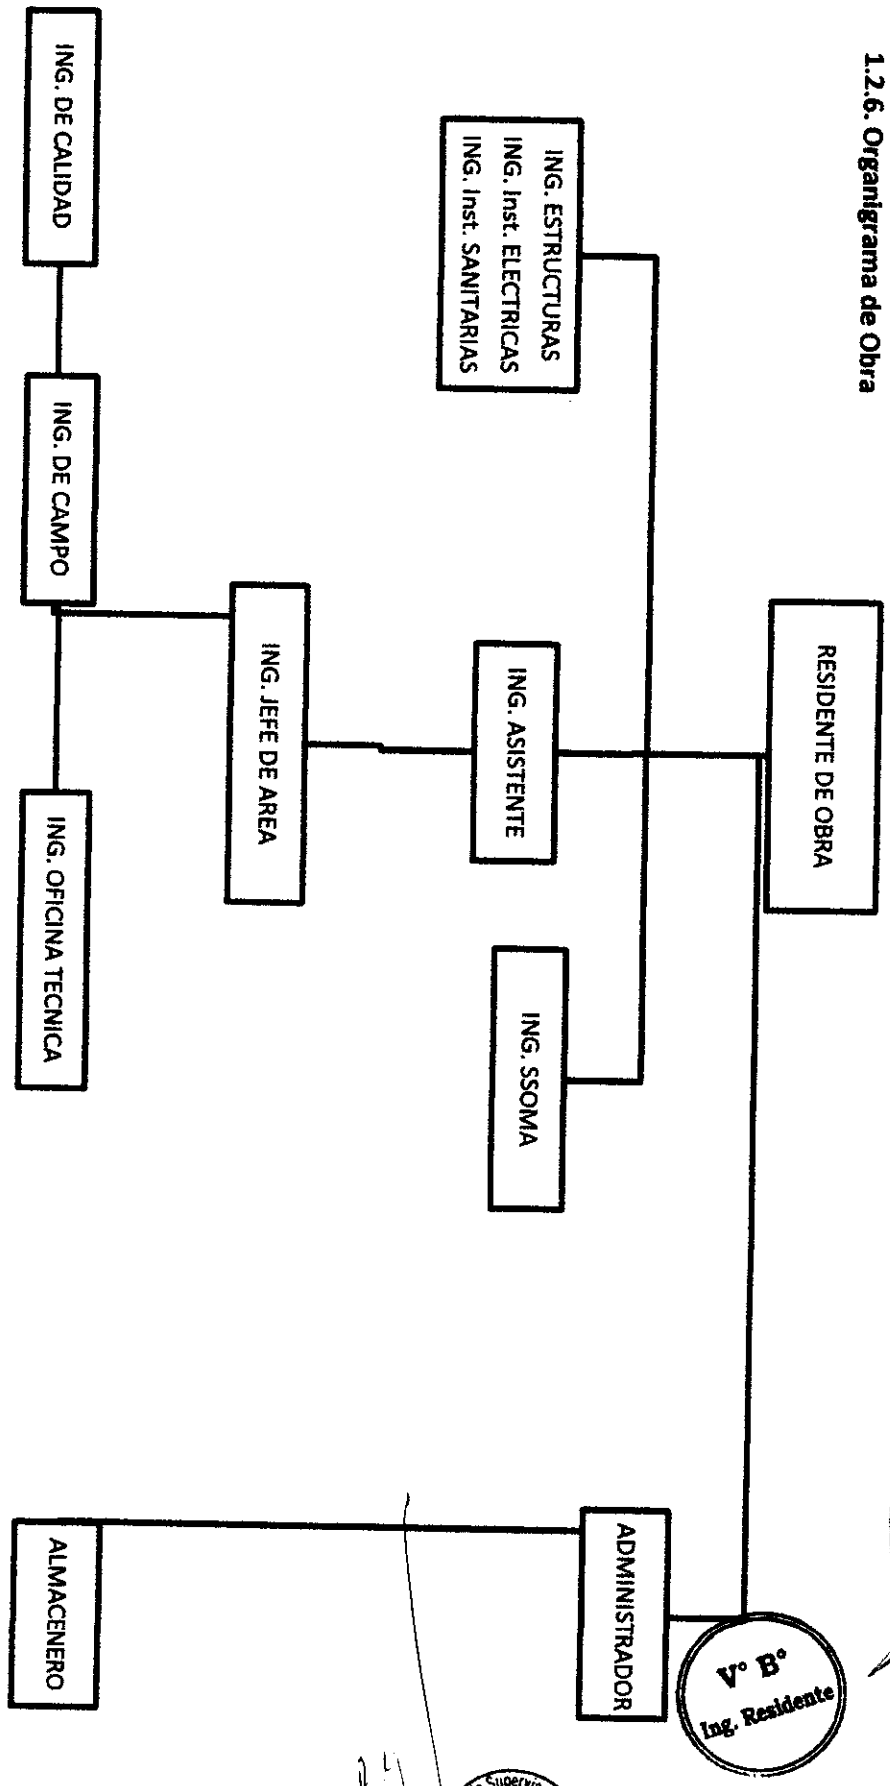 1.2.6. Organigrama de Obra
RESIDENTE DE OBRA
ING. ESTRUCTURAS
ING. Inst. ELECTRICAS
ING. Inst. SANITARIAS
ING. ASISTENTE
ING. SSOMA
ADMINISTRADOR
V° B°
Ing. Residente
ING. JEFE DE AREA
ING. DE CALIDAD
ING. DE CAMPO
ING. OFICINA TECNICA
ALMACENERO